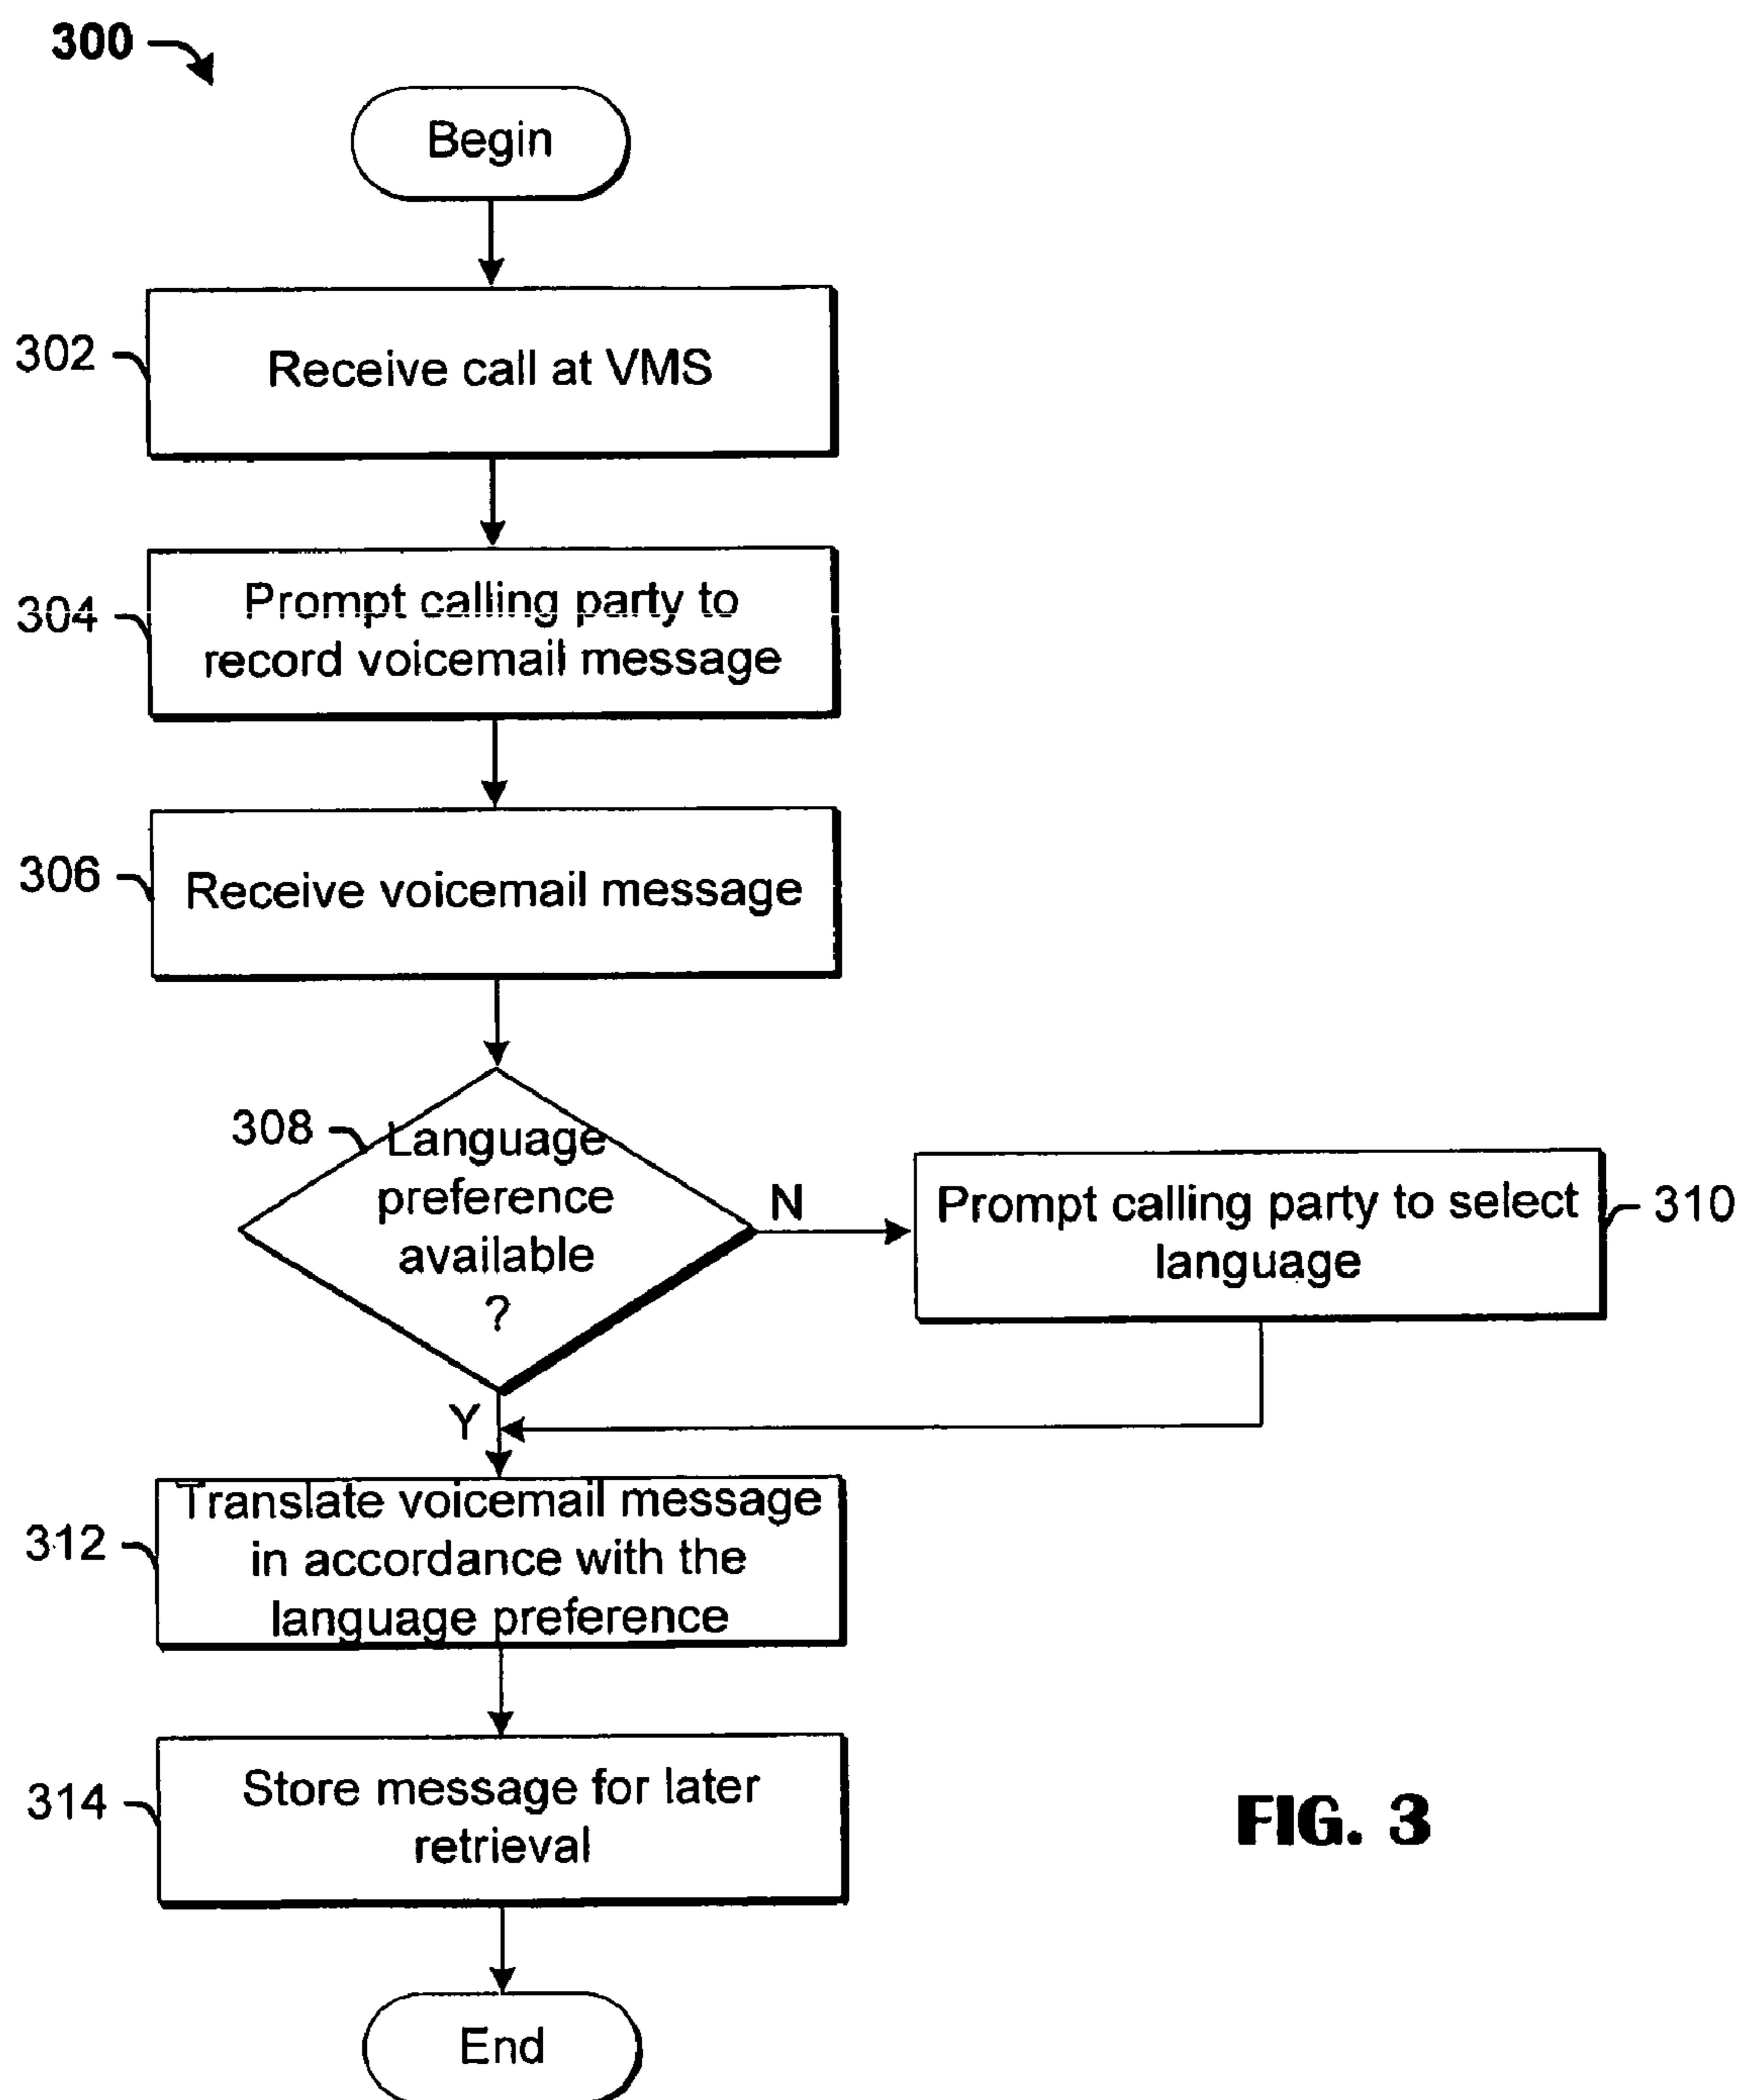 300
Begin
302
Receive call at VMS
304
Prompt calling party to
record voicemail message
306
Receive voicemail message
308
Language
preference
available
?
N
Prompt calling party to select
language
310
Y
312
Translate voicemail message
in accordance with the
language preference
314
Store message for later
retrieval
FIG. 3
End